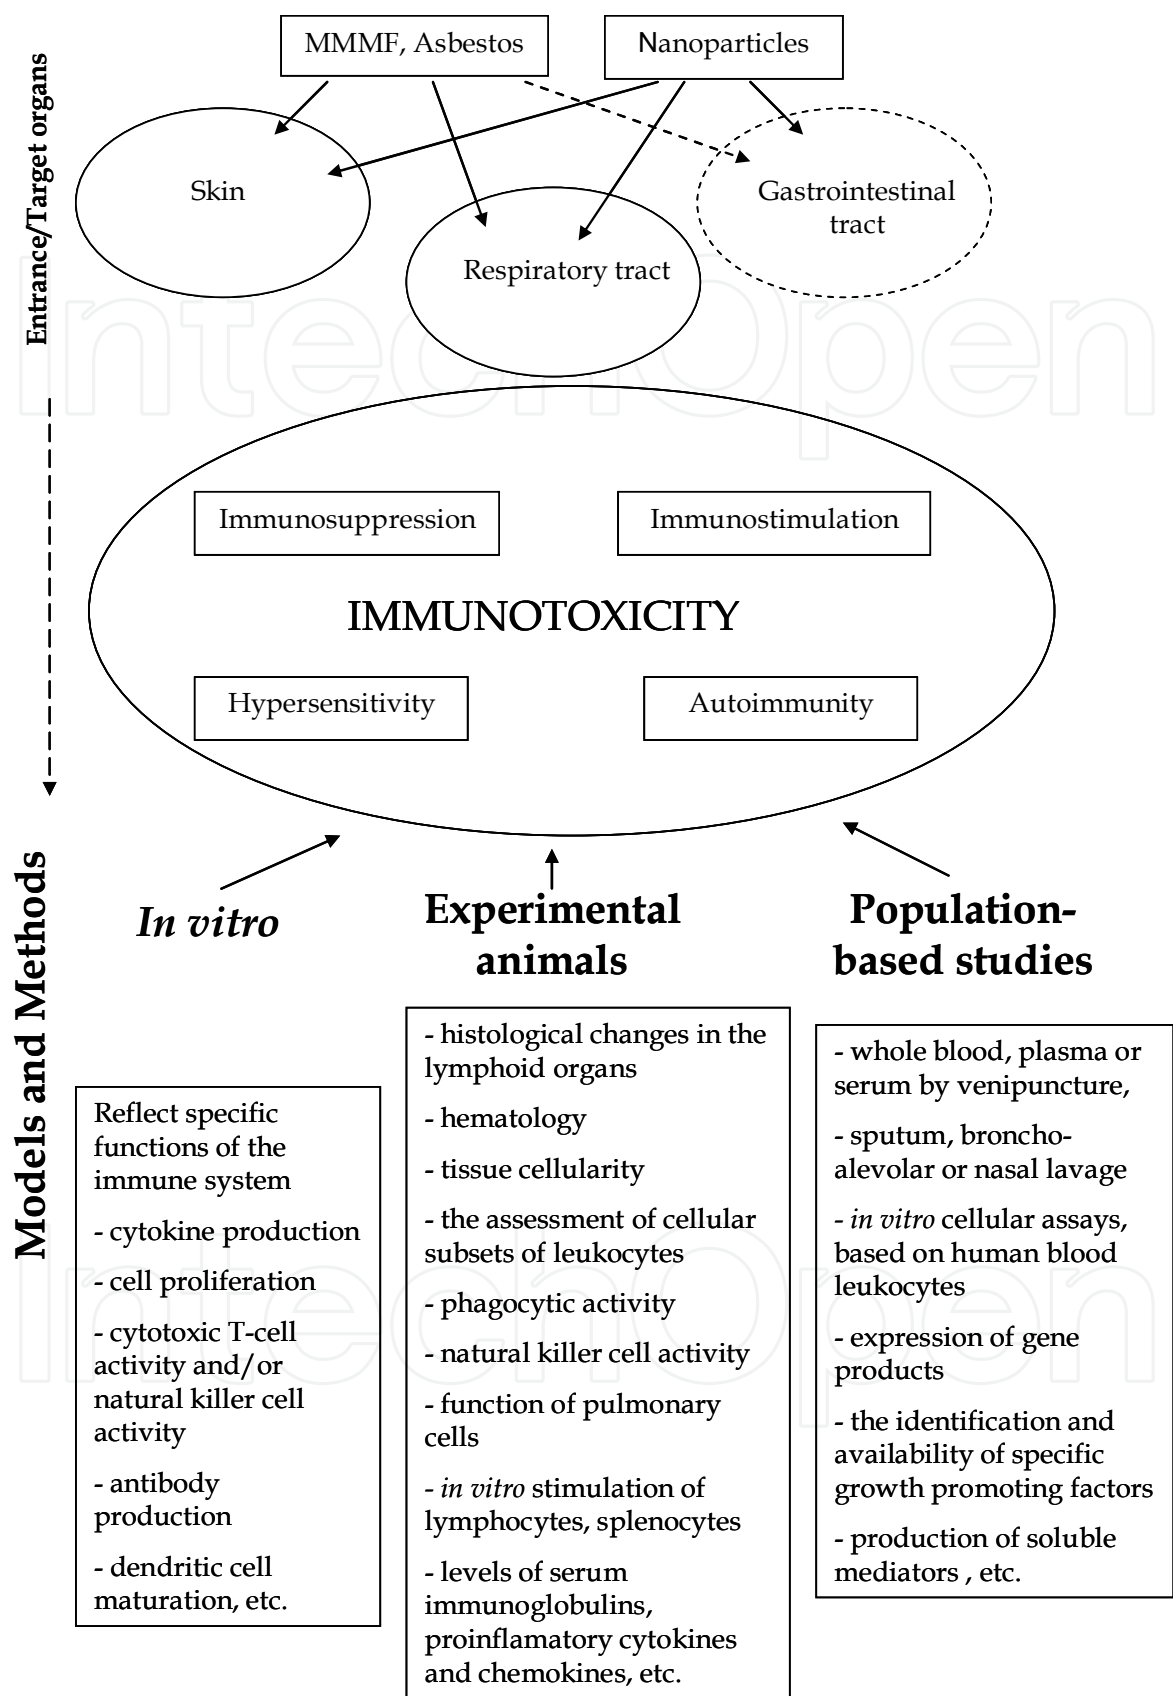 MMMF, Asbestos
Nanoparticles
Entrance/Target organs
Skin
Gastrointestinal
tract
Respiratory tract
IntechOpen
Immunosuppression
Immunostimulation
IMMUNOTOXICITY
Hypersensitivity
Autoimmunity
Models and Methods
In vitro
Reflect specific
functions of the
immune system
- cytokine production
- cell proliferation
- cytotoxic T-cell
activity and/or
natural killer cell
activity
- antibody
production
- dendritic cell
maturation, etc.
Experimental
animals
- histological changes in the
lymphoid organs
- hematology
- tissue cellularity
- the assessment of cellular
subsets of leukocytes
- phagocytic activity
- natural killer cell activity
- function of pulmonary
cells
- in vitro stimulation of
lymphocytes, splenocytes
- levels of serum
immunoglobulins,
proinflamatory cytokines
and chemokines, etc.
Population-
based studies
- whole blood, plasma or
serum by venipuncture,
- sputum, broncho-
alevolar or nasal lavage
- in vitro cellular assays,
based on human blood
leukocytes
- expression of gene
products
- the identification and
availability of specific
growth promoting factors
- production of soluble
mediators , etc.
IntechOpen